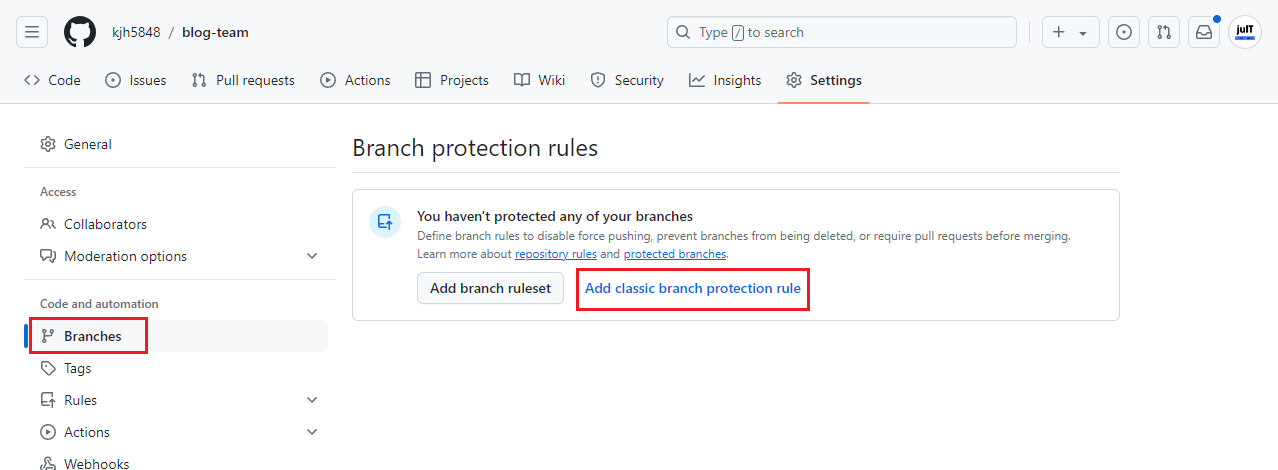 kjh5848 / blog-team
Type / to search
juIT
Code
Issues
Pull requests
Actions
Projects
Wiki
Security
Insights
Settings
General
Access
Collaborators
Moderation options
Code and automation
Branches
Tags
Rules
Actions
Webhooks
Branch protection rules
You haven't protected any of your branches
Define branch rules to disable force pushing, prevent branches from being deleted, or require pull requests before merging.
Learn more about repository rules and protected branches.
Add branch ruleset
Add classic branch protection rule